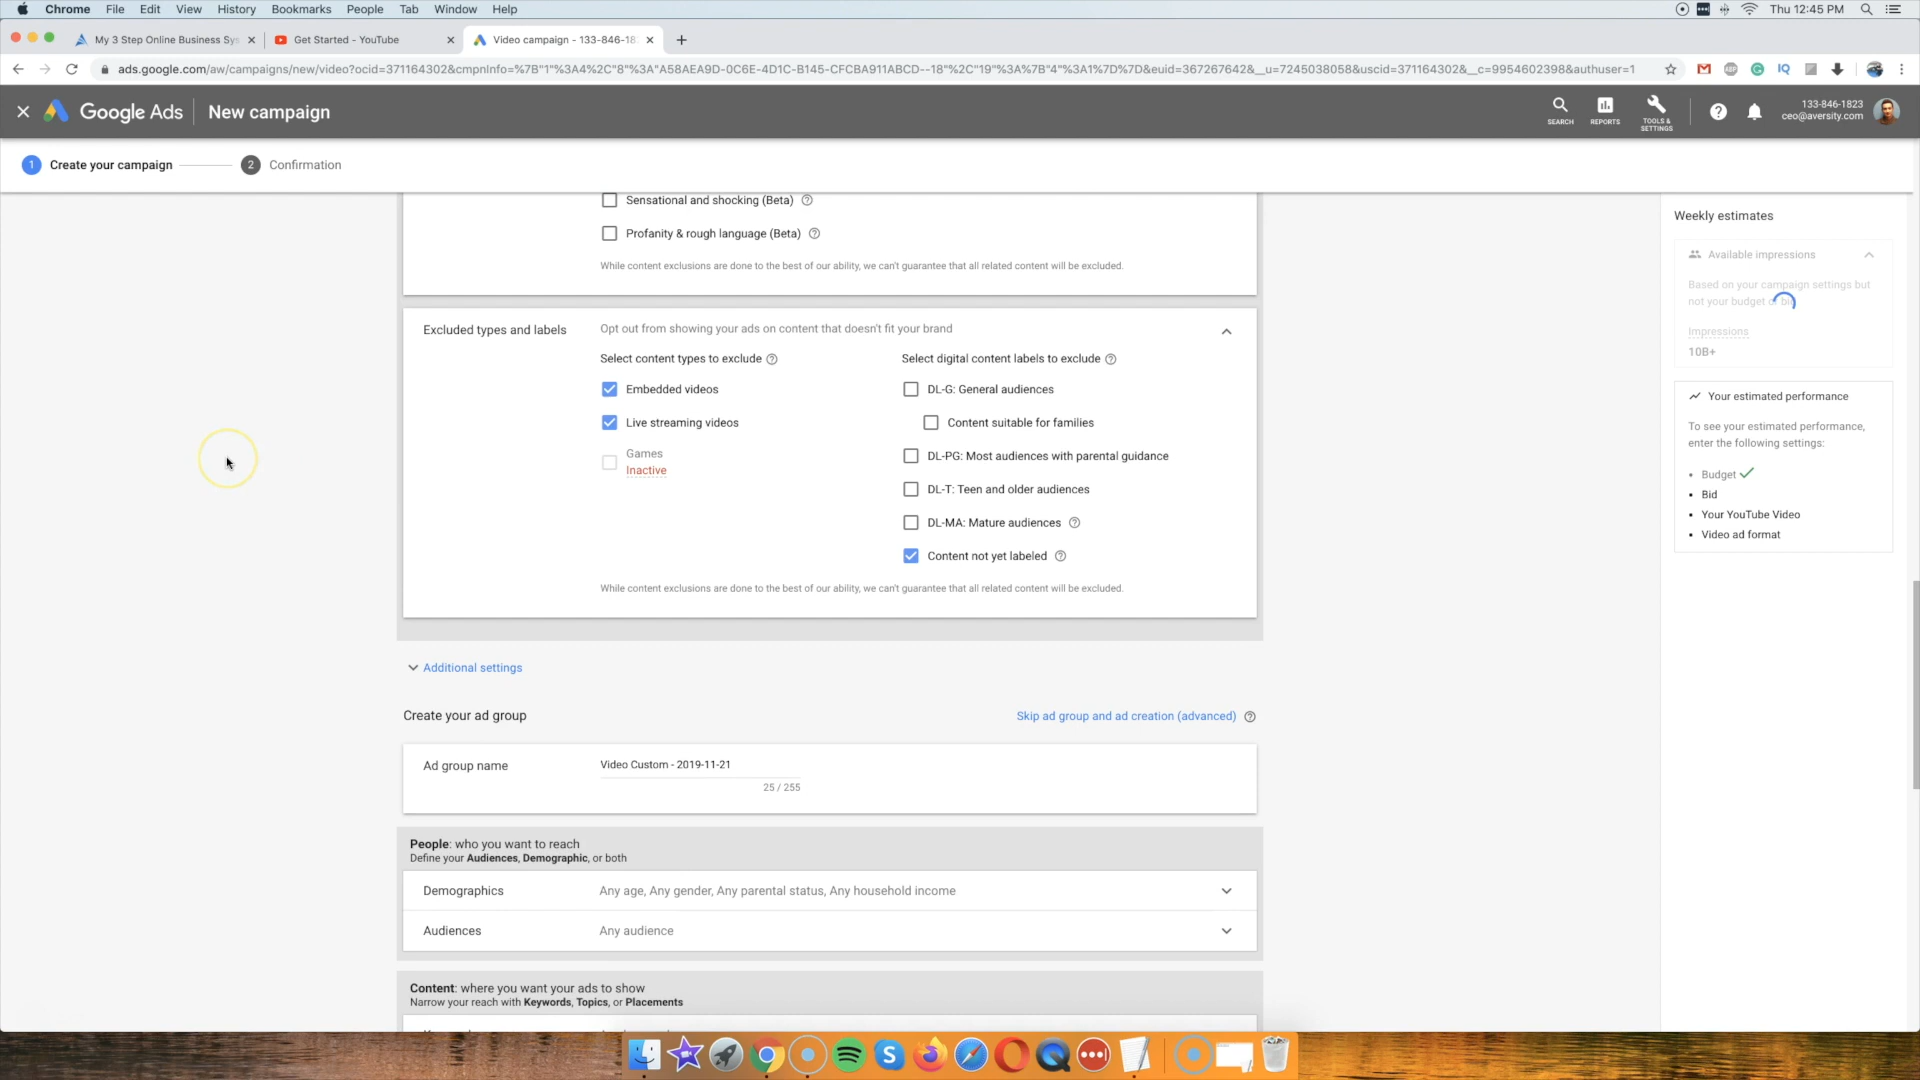 Chrome File Edit View History Bookmarks People Tab Window Help
Thu 12:45 PM
My 3 Step Online Business Sys
Get Started - YouTube
Video campaign - 133-846-18
ads.google.com/aw/campaigns/new/video?ocid=371164302&cmpnInfo=%7B"1"%3A4%2C"8"%3A"A58AEA9D-0C6E-4D1C-B145-CFCBA911ABCD--18"%2C"19"%3A%7B"4"%3A1%7D%7D&euid=367267642&__u=7245038058&uscid=371164302&__c=9954602398&authuser=1
Google Ads
New campaign
SEARCH
REPORTS
TOOLS & SETTINGS
133-846-1823
ceo@aversity.com
1 Create your campaign
2 Confirmation
Sensational and shocking (Beta)
Profanity & rough language (Beta)
While content exclusions are done to the best of our ability, we can't guarantee that all related content will be excluded.
Excluded types and labels
Opt out from showing your ads on content that doesn't fit your brand
Select content types to exclude
Embedded videos
Live streaming videos
Games
Inactive
Select digital content labels to exclude
DL-G: General audiences
Content suitable for families
DL-PG: Most audiences with parental guidance
DL-T: Teen and older audiences
DL-MA: Mature audiences
Content not yet labeled
While content exclusions are done to the best of our ability, we can't guarantee that all related content will be excluded.
Additional settings
Create your ad group
Skip ad group and ad creation (advanced)
Ad group name
Video Custom - 2019-11-21
25 / 255
People: who you want to reach
Define your Audiences, Demographic, or both
Demographics
Any age, Any gender, Any parental status, Any household income
Audiences
Any audience
Content: where you want your ads to show
Narrow your reach with Keywords, Topics, or Placements
Weekly estimates
Available impressions
Based on your campaign settings but
not your budget or
Impressions
10B+
Your estimated performance
To see your estimated performance,
enter the following settings:
Budget
Bid
Your YouTube Video
Video ad format